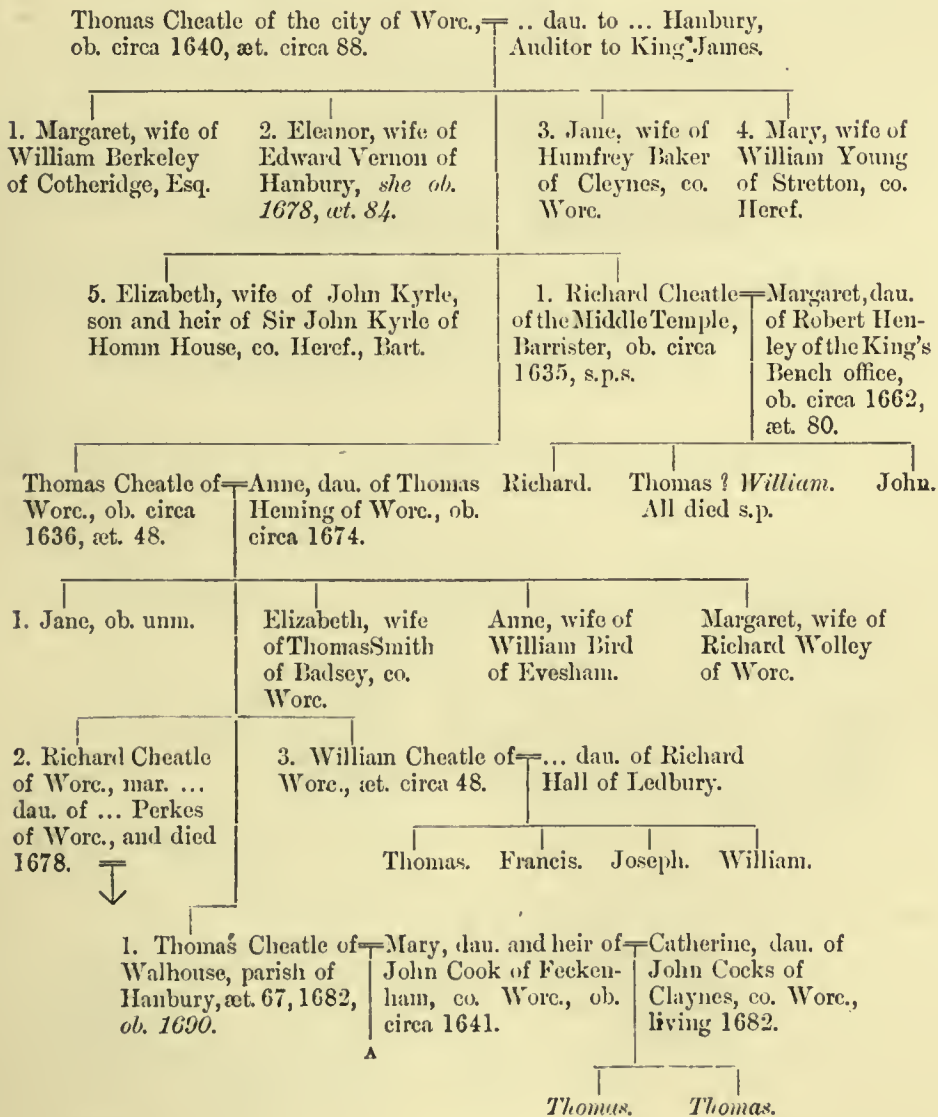 Thomas Cheatle of the city of Worc., .. dau. to ... Hanbury,
ob. circa 1640, æt. circa 88. Auditor to King James.
1. Margaret, wife of
William Berkeley
of Cotheridge, Esq.
2. Eleanor, wife of
Edward Vernon of
Hanbury, she ob.
1678, æt. 84.
3. Jane, wife of
Humfrey Baker
of Cleynes, co.
Worc.
4. Mary, wife of
William Young
of Stretton, co.
Heref.
5. Elizabeth, wife of John Kyrle,
son and heir of Sir John Kyrle of
Homm House, co. Heref., Bart.
1. Richard Cheatle
of the Middle Temple,
Barrister, ob. circa
1635, s.p.s.
Margaret, dau.
of Robert Hen-
ley of the King's
Bench office,
ob. circa 1662,
æt. 80.
Thomas Cheatle of
Worc., ob. circa
1636, æt. 48.
Anne, dau. of Thomas
Heming of Worc., ob.
circa 1674.
Richard. Thomas ? William. John.
All died s.p.
1. Jane, ob. unm.
Elizabeth, wife
of Thomas Smith
of Badsey, co.
Worc.
Anne, wife of
William Bird
of Evesham.
Margaret, wife of
Richard Wolley
of Worc.
2. Richard Cheatle
of Worc., mar. ...
dau. of ... Perkes
of Worc., and died
1678.
3. William Cheatle of
Worc., æt. circa 48.
... dau. of Richard
Hall of Ledbury.
Thomas. Francis. Joseph. William.
1. Thomas Cheatle of
Walhouse, parish of
Hanbury, æt. 67, 1682,
ob. 1690.
Mary, dau. and heir of
John Cook of Fecken-
ham, co. Worc., ob.
circa 1641.
Catherine, dau. of
John Cocks of
Claynes, co. Worc.,
living 1682.
A
Thomas. Thomas.